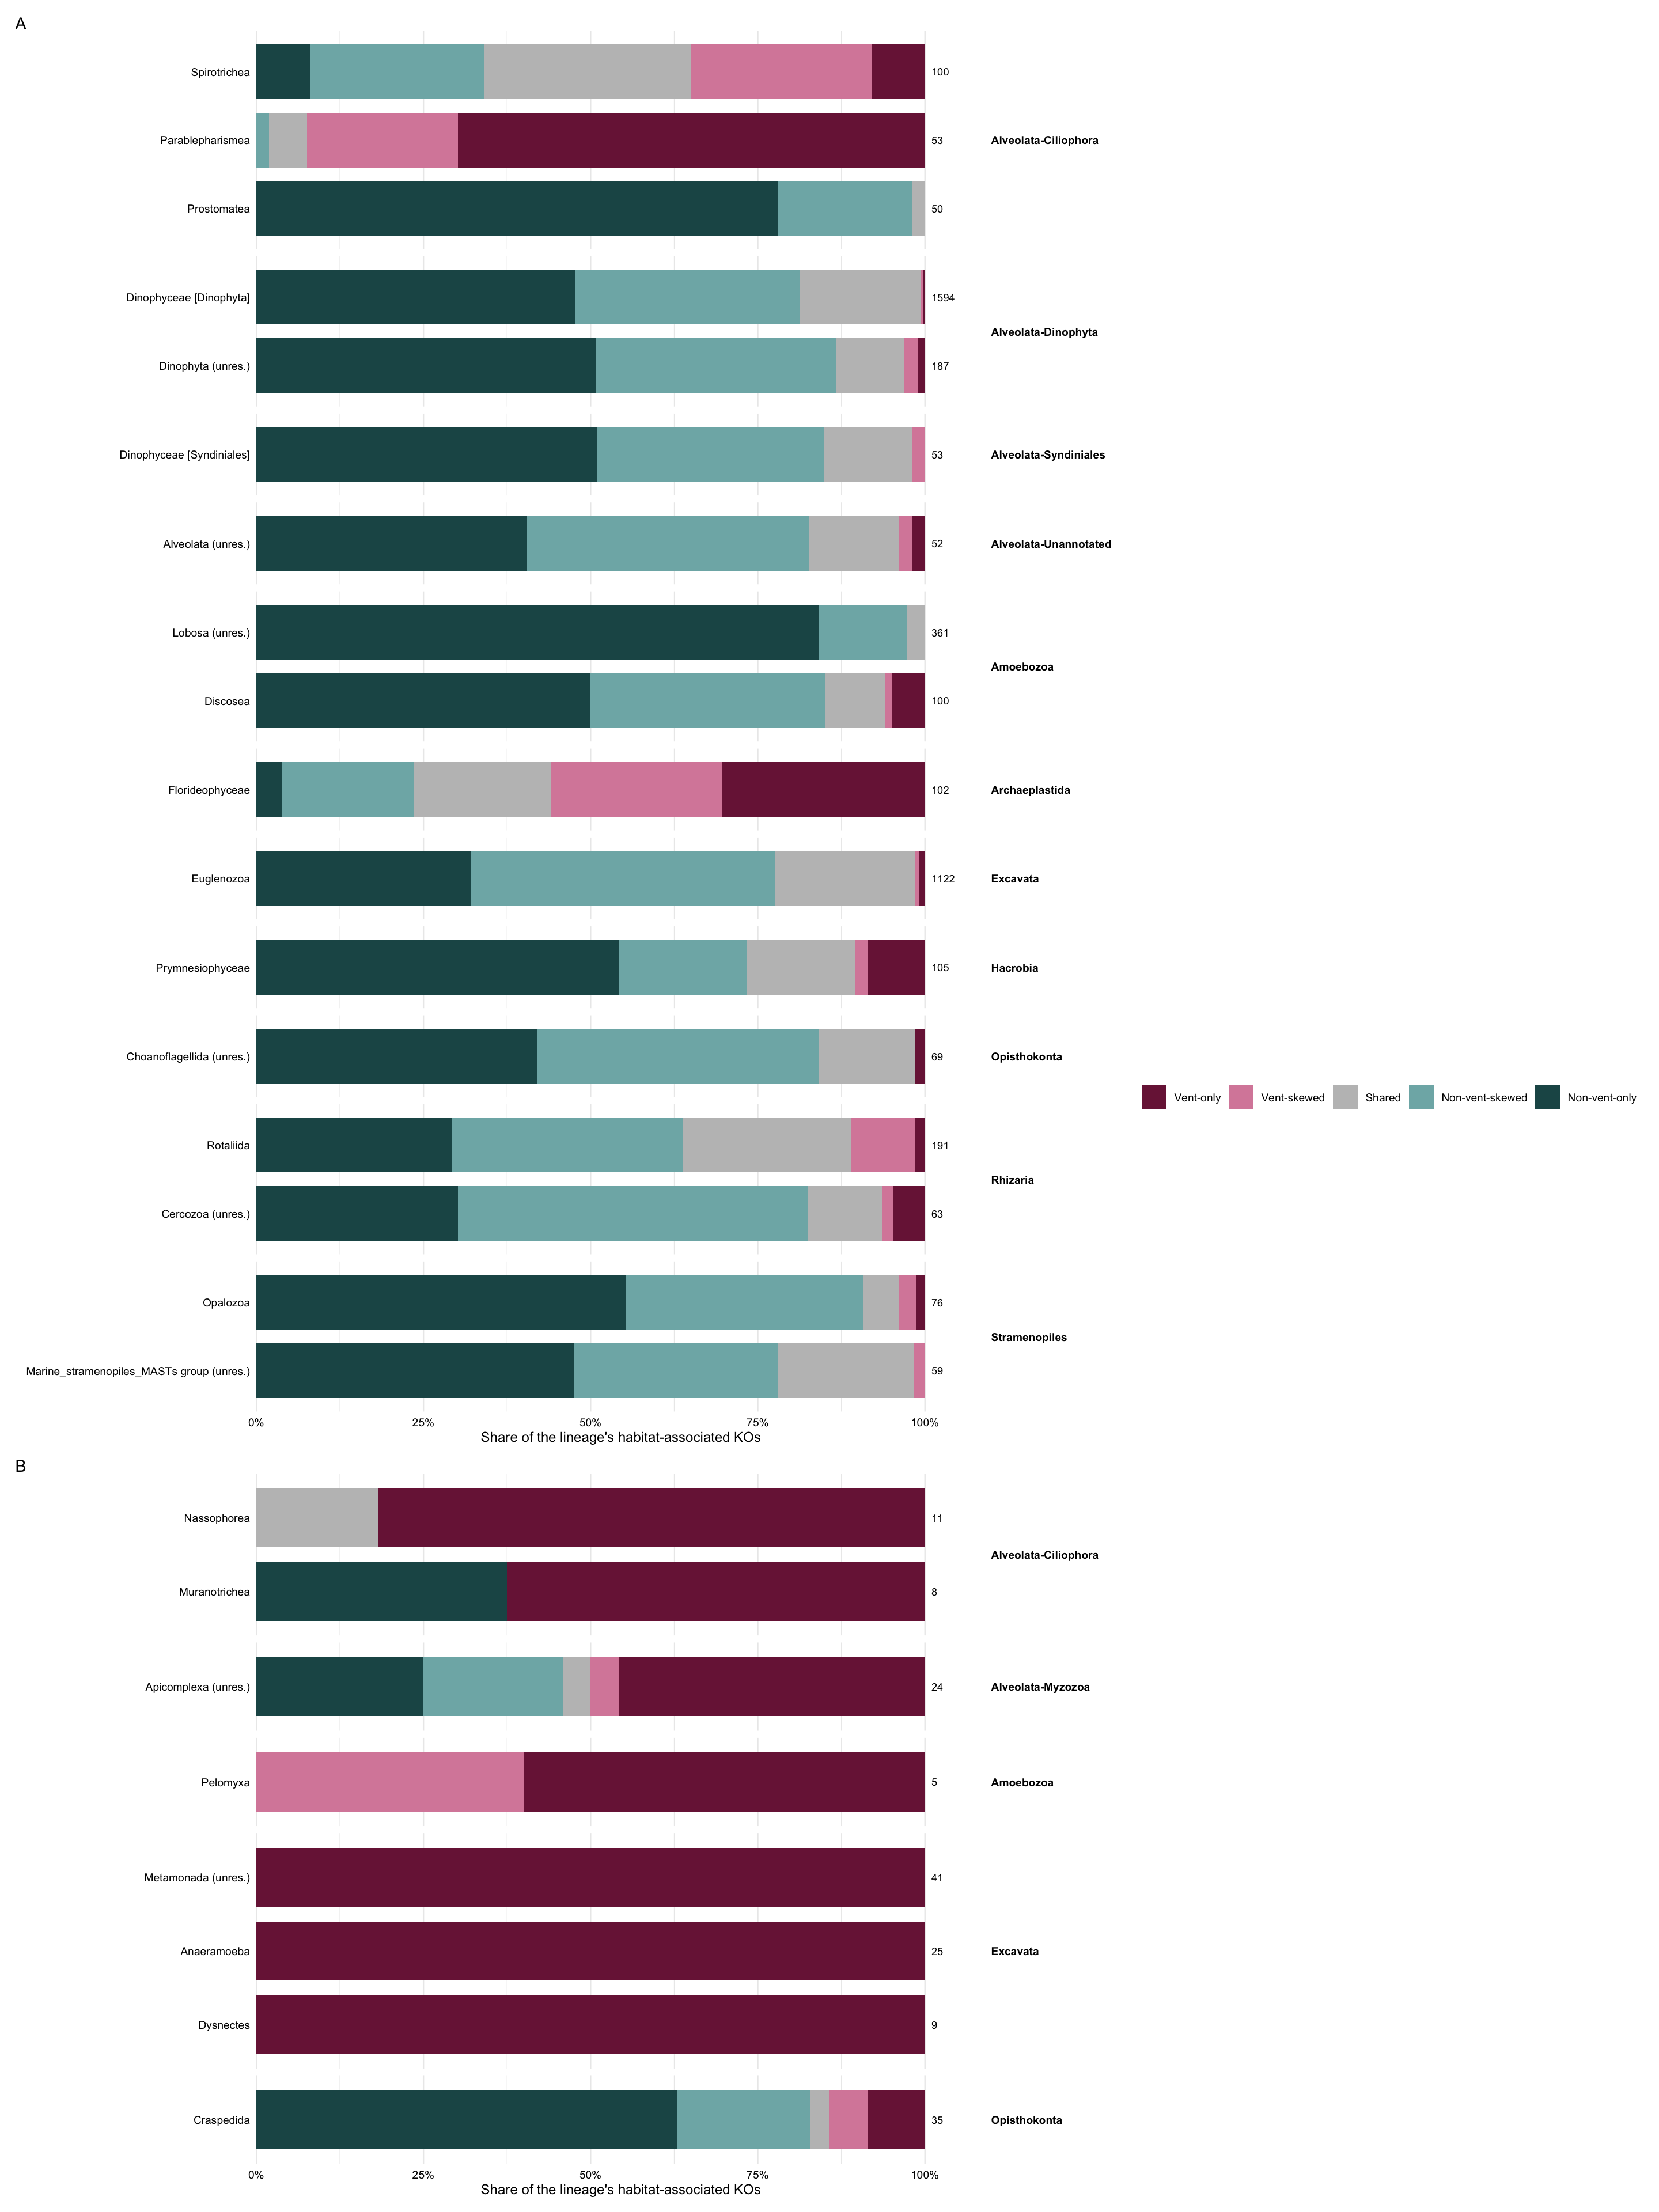 A
Spirotrichea 100
Parablepharismea 53 Alveolata-Ciliophora
Prostomatea 50
Dinophyceae [Dinophyta] 1594
Alveolata-Dinophyta
Dinophyta (unres.) 187
Dinophyceae [Syndiniales] 53 Alveolata-Syndiniales
Alveolata (unres.) 52 Alveolata-Unannotated
Lobosa (unres.) 361
Amoebozoa
Discosea 100
Florideophyceae 102 Archaeplastida
Euglenozoa 1122 Excavata
Prymnesiophyceae 105 Hacrobia
Choanoflagellida (unres.) 69 Opisthokonta
Vent-only Vent-skewed Shared Non-vent-skewed Non-vent-only
Rotaliida 191
Rhizaria
Cercozoa (unres.) 63
Opalozoa 76
Stramenopiles
Marine_stramenopiles_MASTs group (unres.) 59
0% 25% 50% 75% 100%
Share of the lineage's habitat-associated KOs
B
Nassophorea 11
Alveolata-Ciliophora
Muranotrichea 8
Apicomplexa (unres.) 24 Alveolata-Myzozoa
Pelomyxa 5 Amoebozoa
Metamonada (unres.) 41
Anaeramoeba 25 Excavata
Dysnectes 9
Craspedida 35 Opisthokonta
0% 25% 50% 75% 100%
Share of the lineage's habitat-associated KOs